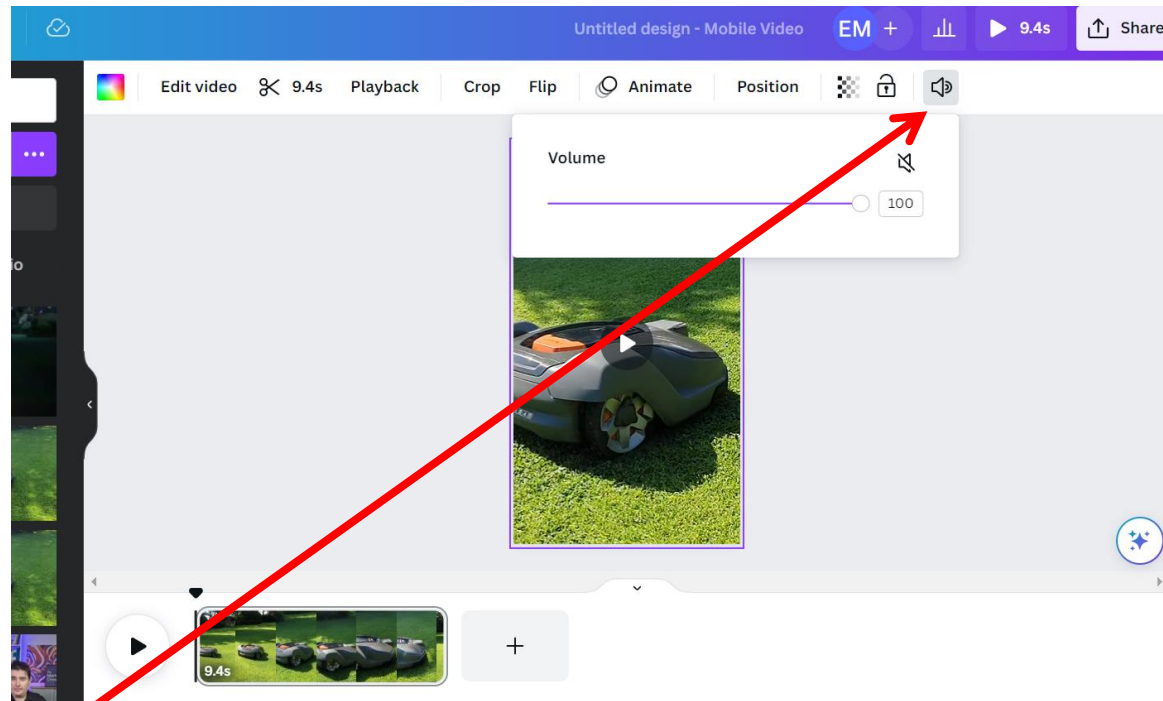 Untitled design - Mobile Video EM + 9.4s Share
Edit video 9.4s Playback Crop Flip Animate Position
Volume
100
io
9.4s